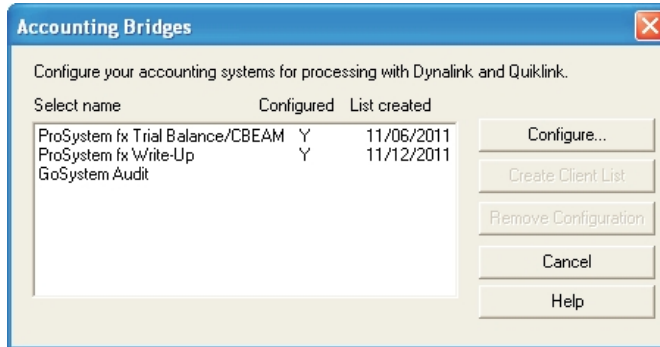 Accounting Bridges
Configure your accounting systems for processing with Dynalink and Quiklink.
Select name Configured List created
ProSystem fx Trial Balance/CBEAM Y 11/06/2011
ProSystem fx Write-Up Y 11/12/2011
GoSystem Audit
Configure...
Create Client List
Remove Configuration
Cancel
Help